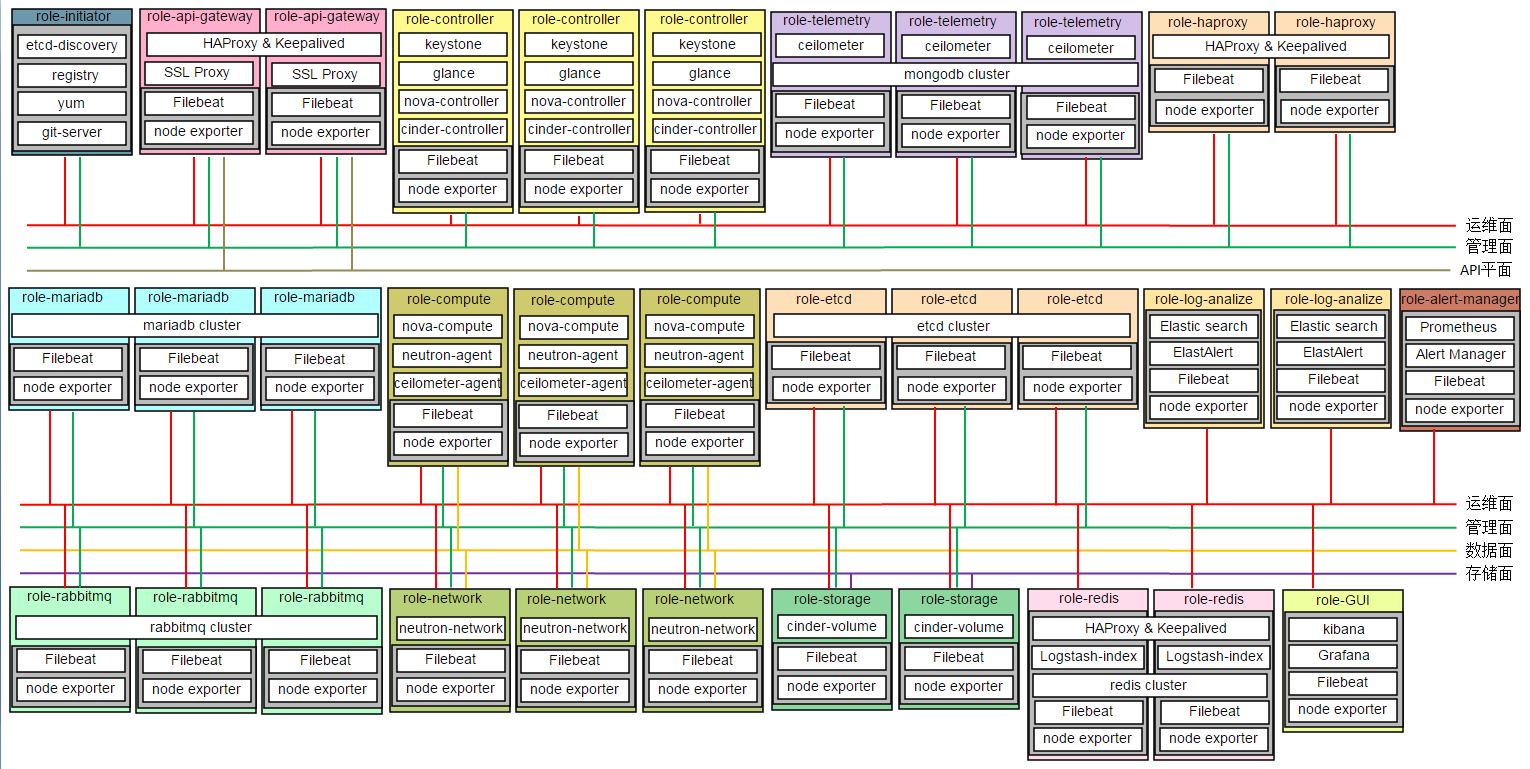 role-initiator
etcd-discovery
registry
yum
git-server
role-api-gateway
role-api-gateway
HAProxy & Keepalived
SSL Proxy
SSL Proxy
Filebeat
Filebeat
node exporter
node exporter
role-controller
keystone
glance
nova-controller
cinder-controller
Filebeat
node exporter
role-controller
keystone
glance
nova-controller
cinder-controller
Filebeat
node exporter
role-controller
keystone
glance
nova-controller
cinder-controller
Filebeat
node exporter
role-telemetry
role-telemetry
role-telemetry
ceilometer
ceilometer
ceilometer
mongodb cluster
Filebeat
Filebeat
Filebeat
node exporter
node exporter
node exporter
role-haproxy
role-haproxy
HAProxy & Keepalived
Filebeat
Filebeat
node exporter
node exporter
运维面
管理面
API平面
role-mariadb
role-mariadb
role-mariadb
mariadb cluster
Filebeat
Filebeat
Filebeat
node exporter
node exporter
node exporter
role-compute
nova-compute
neutron-agent
ceilometer-agent
Filebeat
node exporter
role-compute
nova-compute
neutron-agent
ceilometer-agent
Filebeat
node exporter
role-compute
nova-compute
neutron-agent
ceilometer-agent
Filebeat
node exporter
role-etcd
role-etcd
role-etcd
etcd cluster
Filebeat
Filebeat
Filebeat
node exporter
node exporter
node exporter
role-log-analize
Elastic search
ElastAlert
Filebeat
node exporter
role-log-analize
Elastic search
ElastAlert
Filebeat
node exporter
role-alert-manager
Prometheus
Alert Manager
Filebeat
node exporter
运维面
管理面
数据面
存储面
role-rabbitmq
role-rabbitmq
role-rabbitmq
rabbitmq cluster
Filebeat
Filebeat
Filebeat
node exporter
node exporter
node exporter
role-network
neutron-network
Filebeat
node exporter
role-network
neutron-network
Filebeat
node exporter
role-network
neutron-network
Filebeat
node exporter
role-storage
cinder-volume
Filebeat
node exporter
role-storage
cinder-volume
Filebeat
node exporter
role-redis
role-redis
HAProxy & Keepalived
Logstash-index
Logstash-index
redis cluster
Filebeat
Filebeat
node exporter
node exporter
role-GUI
kibana
Grafana
Filebeat
node exporter